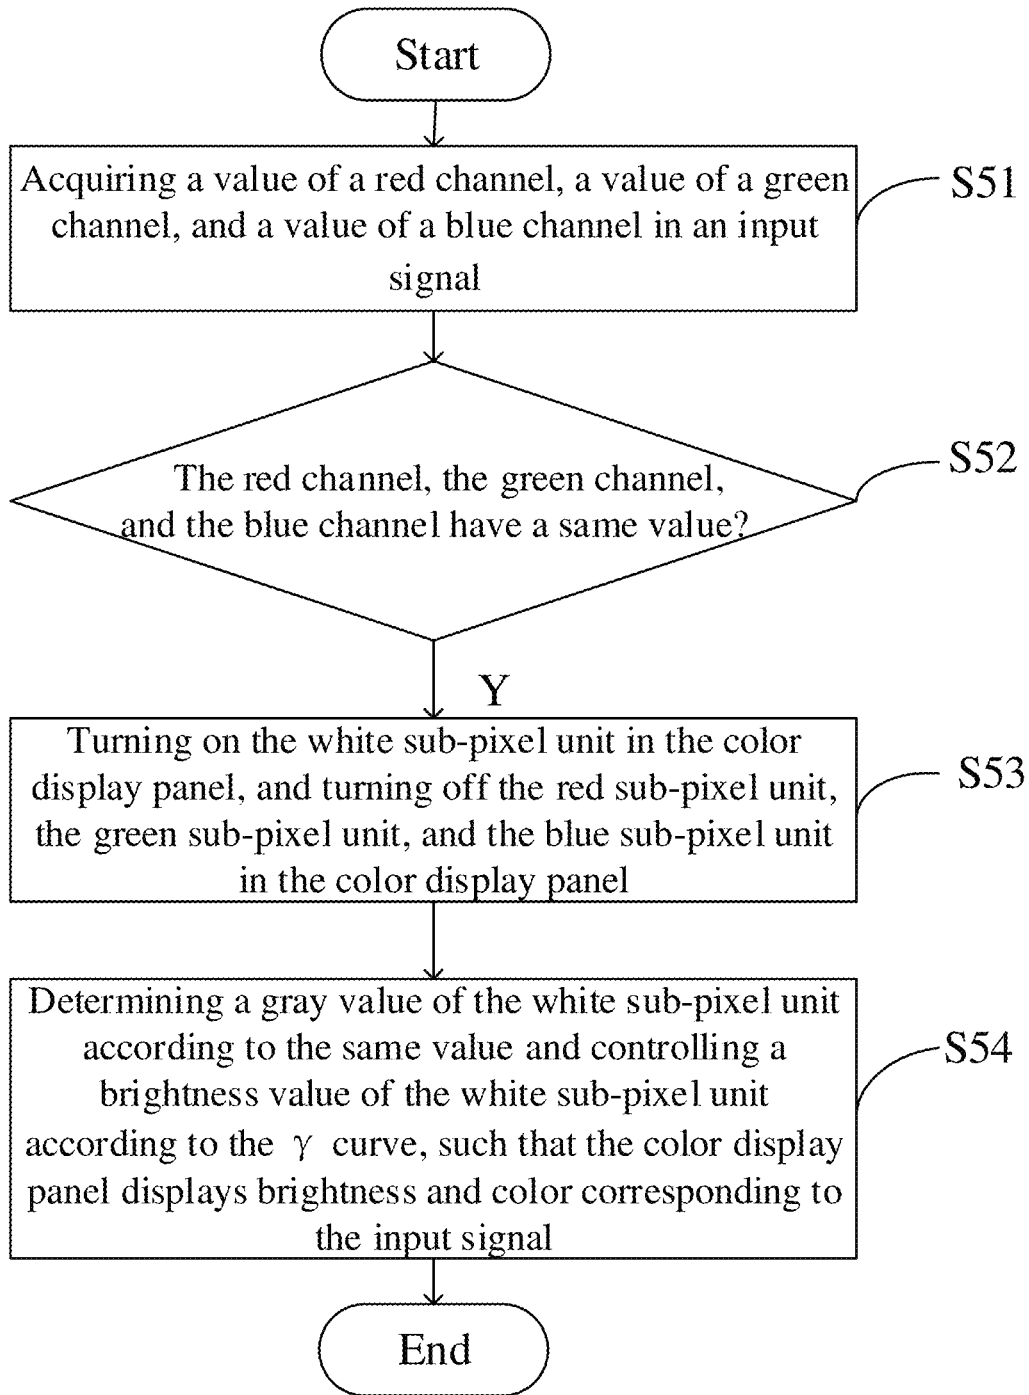 Start
Acquiring a value of a red channel, a value of a green
channel, and a value of a blue channel in an input
signal
S51
The red channel, the green channel,
and the blue channel have a same value?
S52
Y
Turning on the white sub-pixel unit in the color
display panel, and turning off the red sub-pixel unit,
the green sub-pixel unit, and the blue sub-pixel unit
in the color display panel
S53
Determining a gray value of the white sub-pixel unit
according to the same value and controlling a
brightness value of the white sub-pixel unit
according to the γ curve, such that the color display
panel displays brightness and color corresponding to
the input signal
S54
End